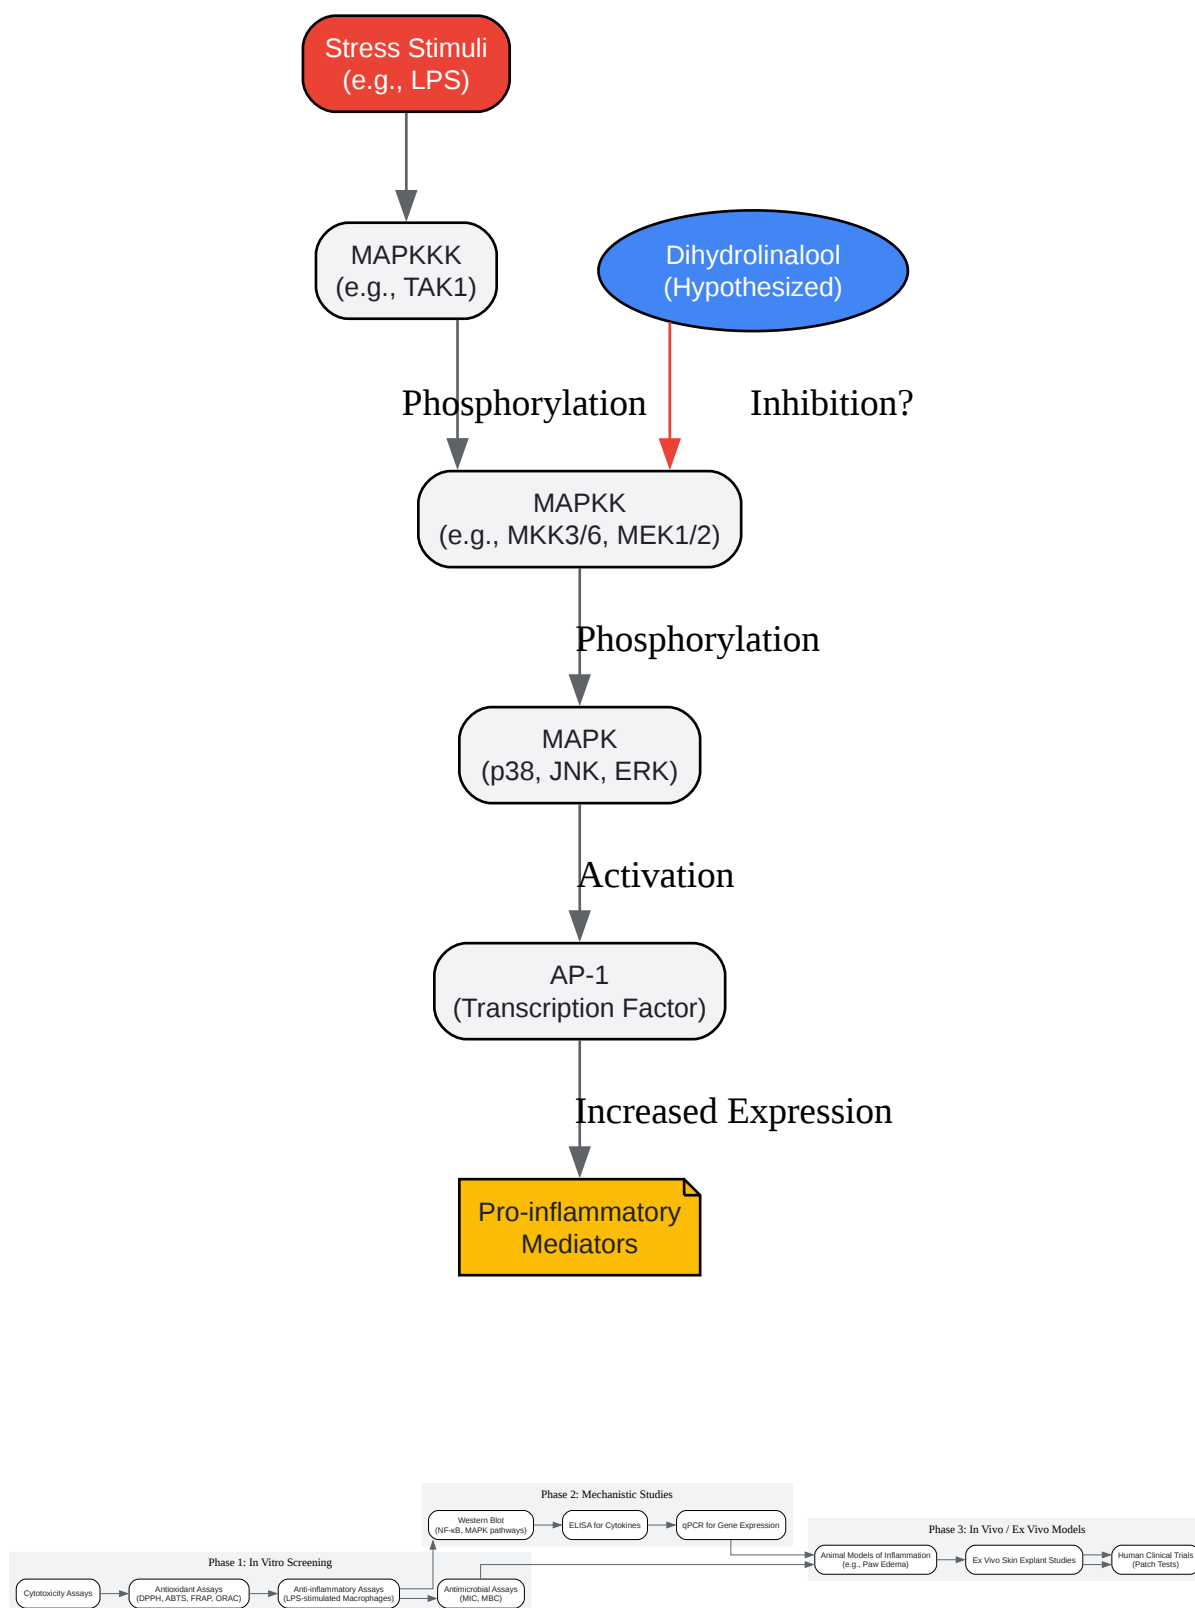 Stress Stimuli
(e.g., LPS)
MAPKKK
(e.g., TAK1)
Dihydrolinalool
(Hypothesized)
Phosphorylation
Inhibition?
MAPKK
(e.g., MKK3/6, MEK1/2)
Phosphorylation
MAPK
(p38, JNK, ERK)
Activation
AP-1
(Transcription Factor)
Increased Expression
Pro-inflammatory
Mediators
Phase 1: In Vitro Screening
Cytotoxicity Assays
Antioxidant Assays
(DPPH, ABTS, FRAP, ORAC)
Anti-inflammatory Assays
(LPS-stimulated Macrophages)
Antimicrobial Assays
(MIC, MBC)
Phase 2: Mechanistic Studies
Western Blot
(NF-κB, MAPK pathways)
ELISA for Cytokines
qPCR for Gene Expression
Phase 3: In Vivo / Ex Vivo Models
Animal Models of Inflammation
(e.g., Paw Edema)
Ex Vivo Skin Explant Studies
Human Clinical Trials
(Patch Tests)